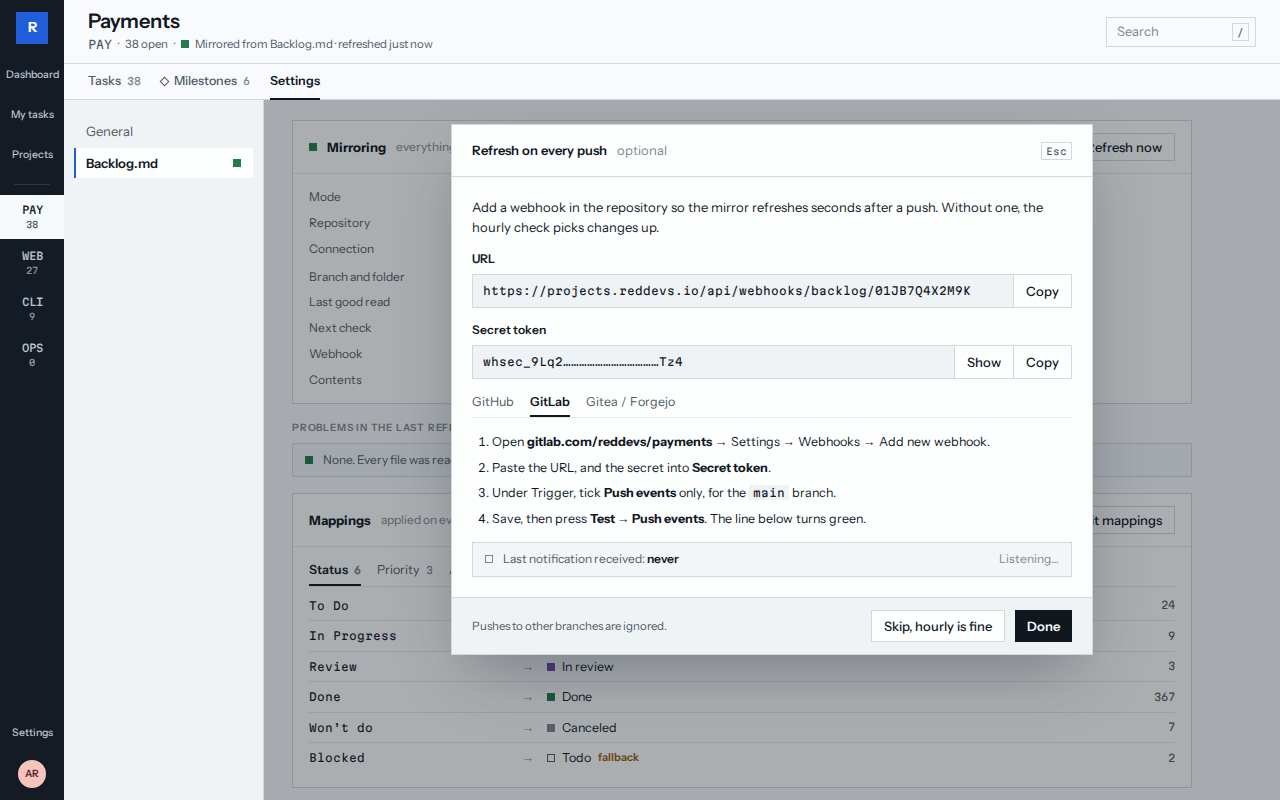 R
Payments
PAY · 38 open · Mirrored from Backlog.md · refreshed just now
Search /
Dashboard
My tasks
Projects
PAY
38
WEB
27
CLI
9
OPS
0
Settings
AR
Tasks 38 Milestones 6 Settings
General
Backlog.md
Mirroring
Refresh now
Mode
Repository
Connection
Branch and folder
Last good read
Next check
Webhook
Contents
PROBLEMS IN THE LAST
None. Every file was
Mappings applied on
mappings
Status 6 Priority 3
To Do 24
In Progress 9
Review → In review 3
Done → Done 367
Won't do → Canceled 7
Blocked → Todo fallback 2
Refresh on every push optional Esc
Add a webhook in the repository so the mirror refreshes seconds after a push. Without one, the
hourly check picks changes up.
URL
https://projects.reddevs.io/api/webhooks/backlog/01JB7Q4X2M9K Copy
Secret token
whsec_9Lq2……………………………Tz4 Show Copy
GitHub GitLab Gitea / Forgejo
1. Open gitlab.com/reddevs/payments → Settings → Webhooks → Add new webhook.
2. Paste the URL, and the secret into Secret token.
3. Under Trigger, tick Push events only, for the main branch.
4. Save, then press Test → Push events. The line below turns green.
Last notification received: never Listening…
Pushes to other branches are ignored. Skip, hourly is fine Done